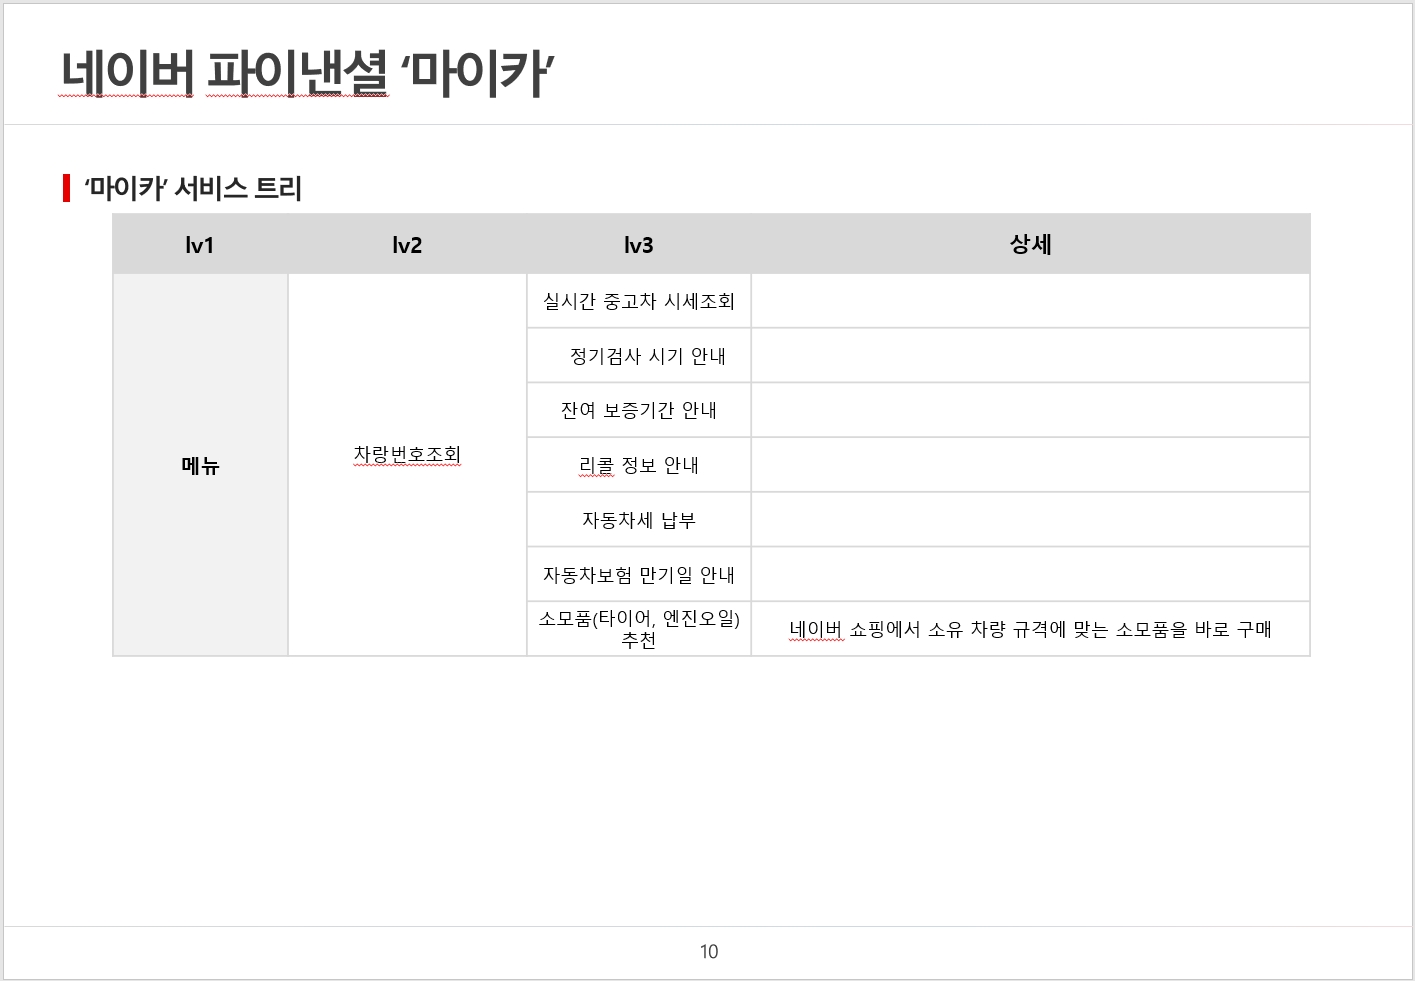 네이버 파이낸셜 ‘마이카’
‘마이카’ 서비스 트리
lv1 lv2 lv3 상세
메뉴
차량번호조회
실시간 중고차 시세조회
정기검사 시기 안내
잔여 보증기간 안내
리콜 정보 안내
자동차세 납부
자동차보험 만기일 안내
소모품(타이어, 엔진오일)
추천
네이버 쇼핑에서 소유 차량 규격에 맞는 소모품을 바로 구매
10